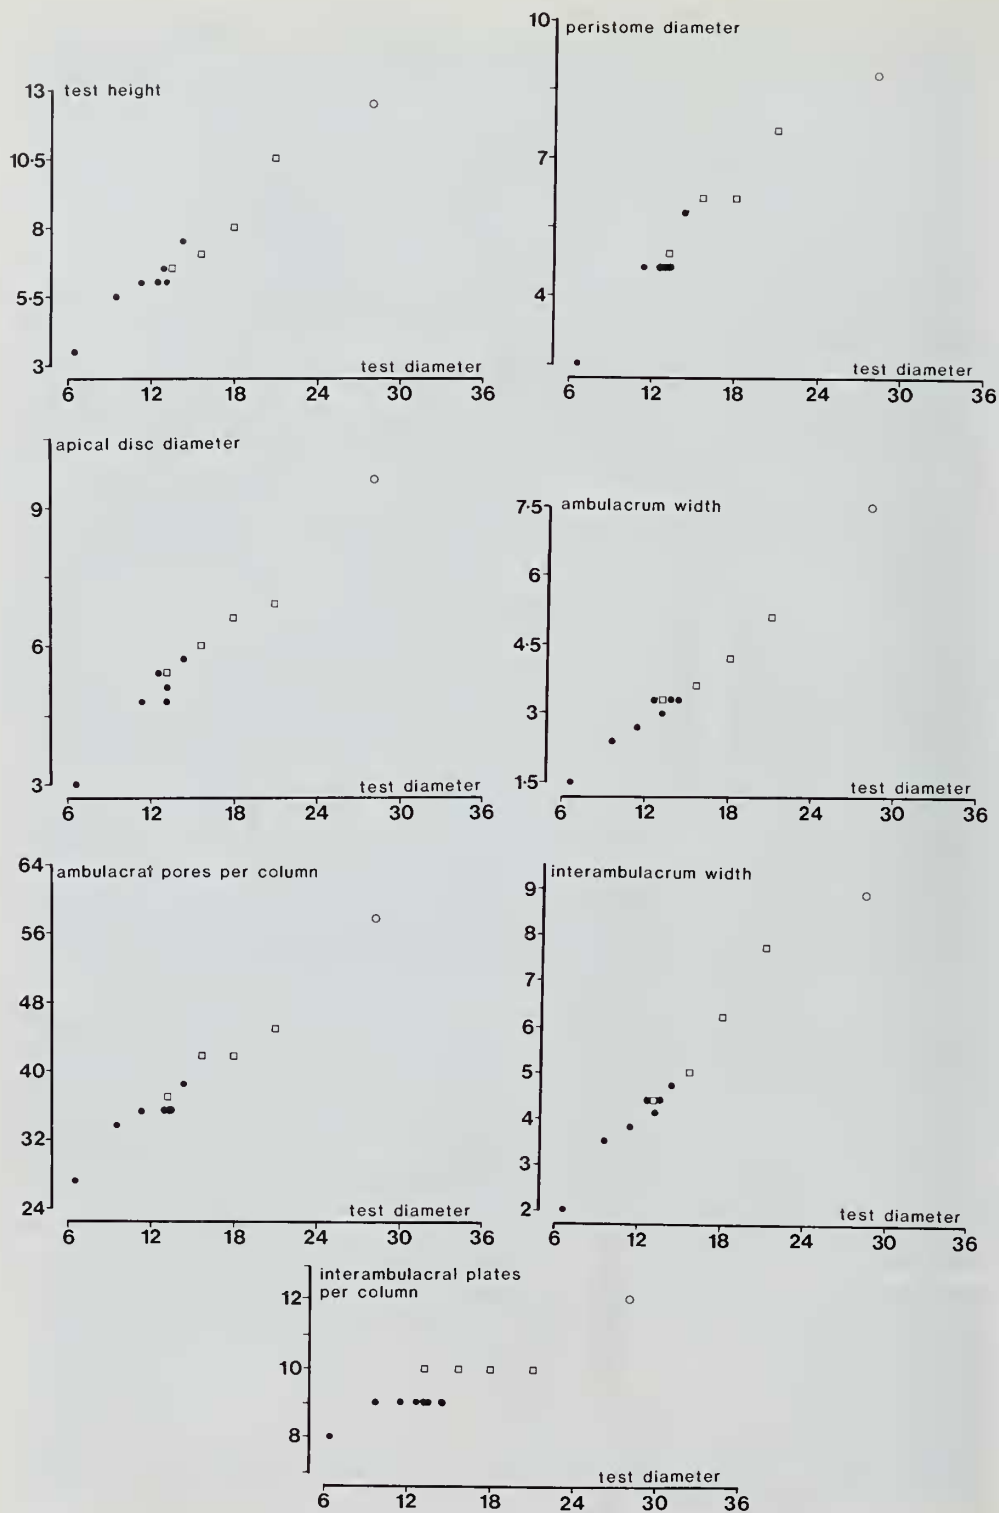 test height
13
10·5
8
5·5
3
test diameter
6 12 18 24 30 36
peristome diameter
10
7
4
test diameter
6 12 18 24 30 36
apical disc diameter
9
6
3
test diameter
6 12 18 24 30 36
ambulacrum width
7·5
6
4·5
3
1·5
test diameter
6 12 18 24 30 36
ambulacral pores per column
64
56
48
40
32
24
test diameter
6 12 18 24 30 36
interambulacrum width
9
8
7
6
5
4
3
2
test diameter
6 12 18 24 30 36
interambulacral plates
per column
12
10
8
test diameter
6 12 18 24 30 36